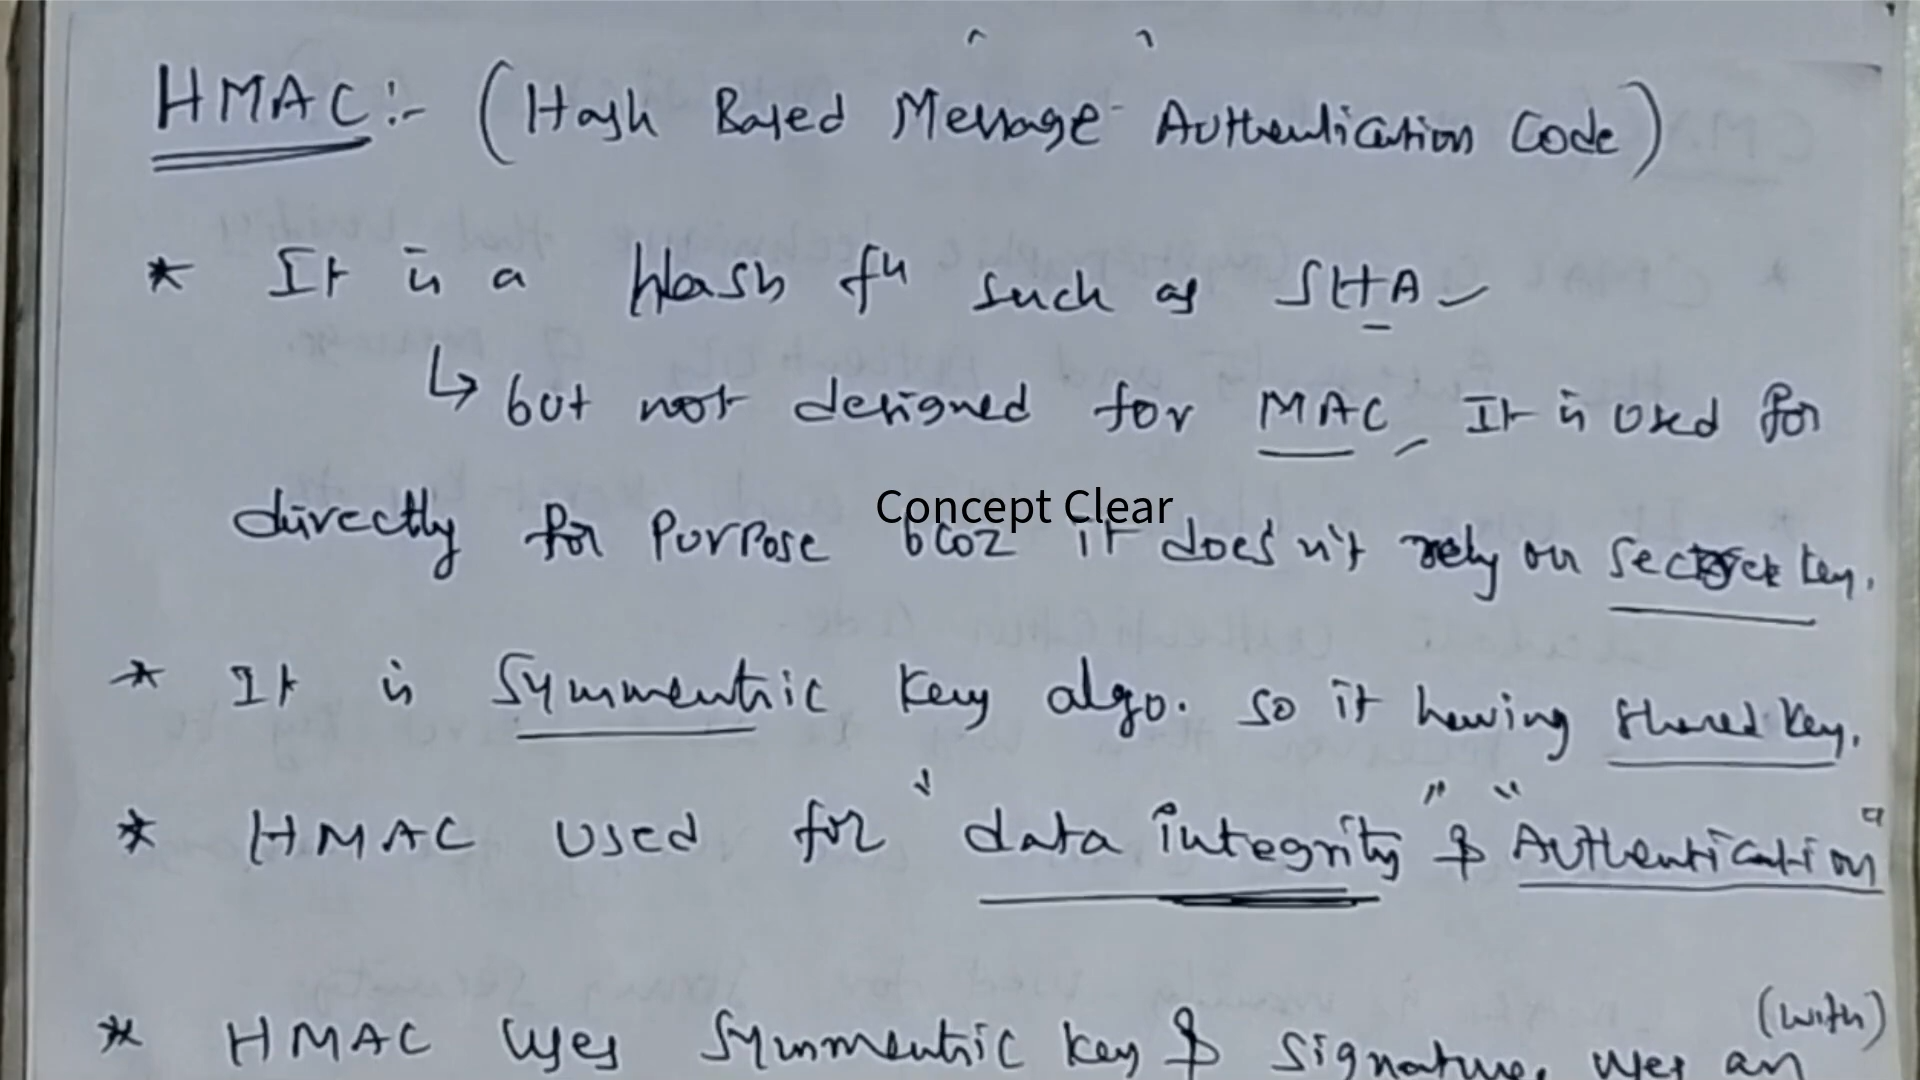 HMAC :- (Hash Based Message Authentication Code)
* It is a Hash fn such as SHA
↳ but not designed for MAC, It is used for
directly for Purpose bcoz it does n't rely on secret key.
Concept Clear
* It is Symmentric key algo. so it having shared key.
* HMAC used for "data integrity" & "Authentication"
* HMAC uses Symmentric key & signature. uses an (with)